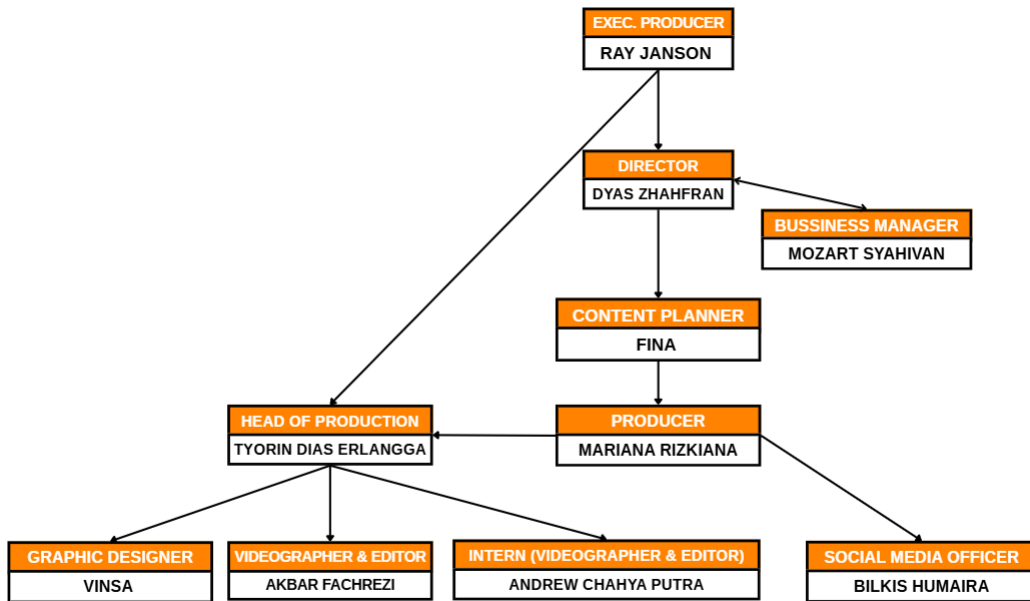 EXEC. PRODUCER
RAY JANSON
DIRECTOR
DYAS ZHAHFRAN
BUSSINESS MANAGER
MOZART SYAHIVAN
CONTENT PLANNER
FINA
HEAD OF PRODUCTION
TYORIN DIAS ERLANGGA
PRODUCER
MARIANA RIZKIANA
GRAPHIC DESIGNER
VINSA
VIDEOGRAPHER & EDITOR
AKBAR FACHREZI
INTERN (VIDEOGRAPHER & EDITOR)
ANDREW CHAHYA PUTRA
SOCIAL MEDIA OFFICER
BILKIS HUMAIRA